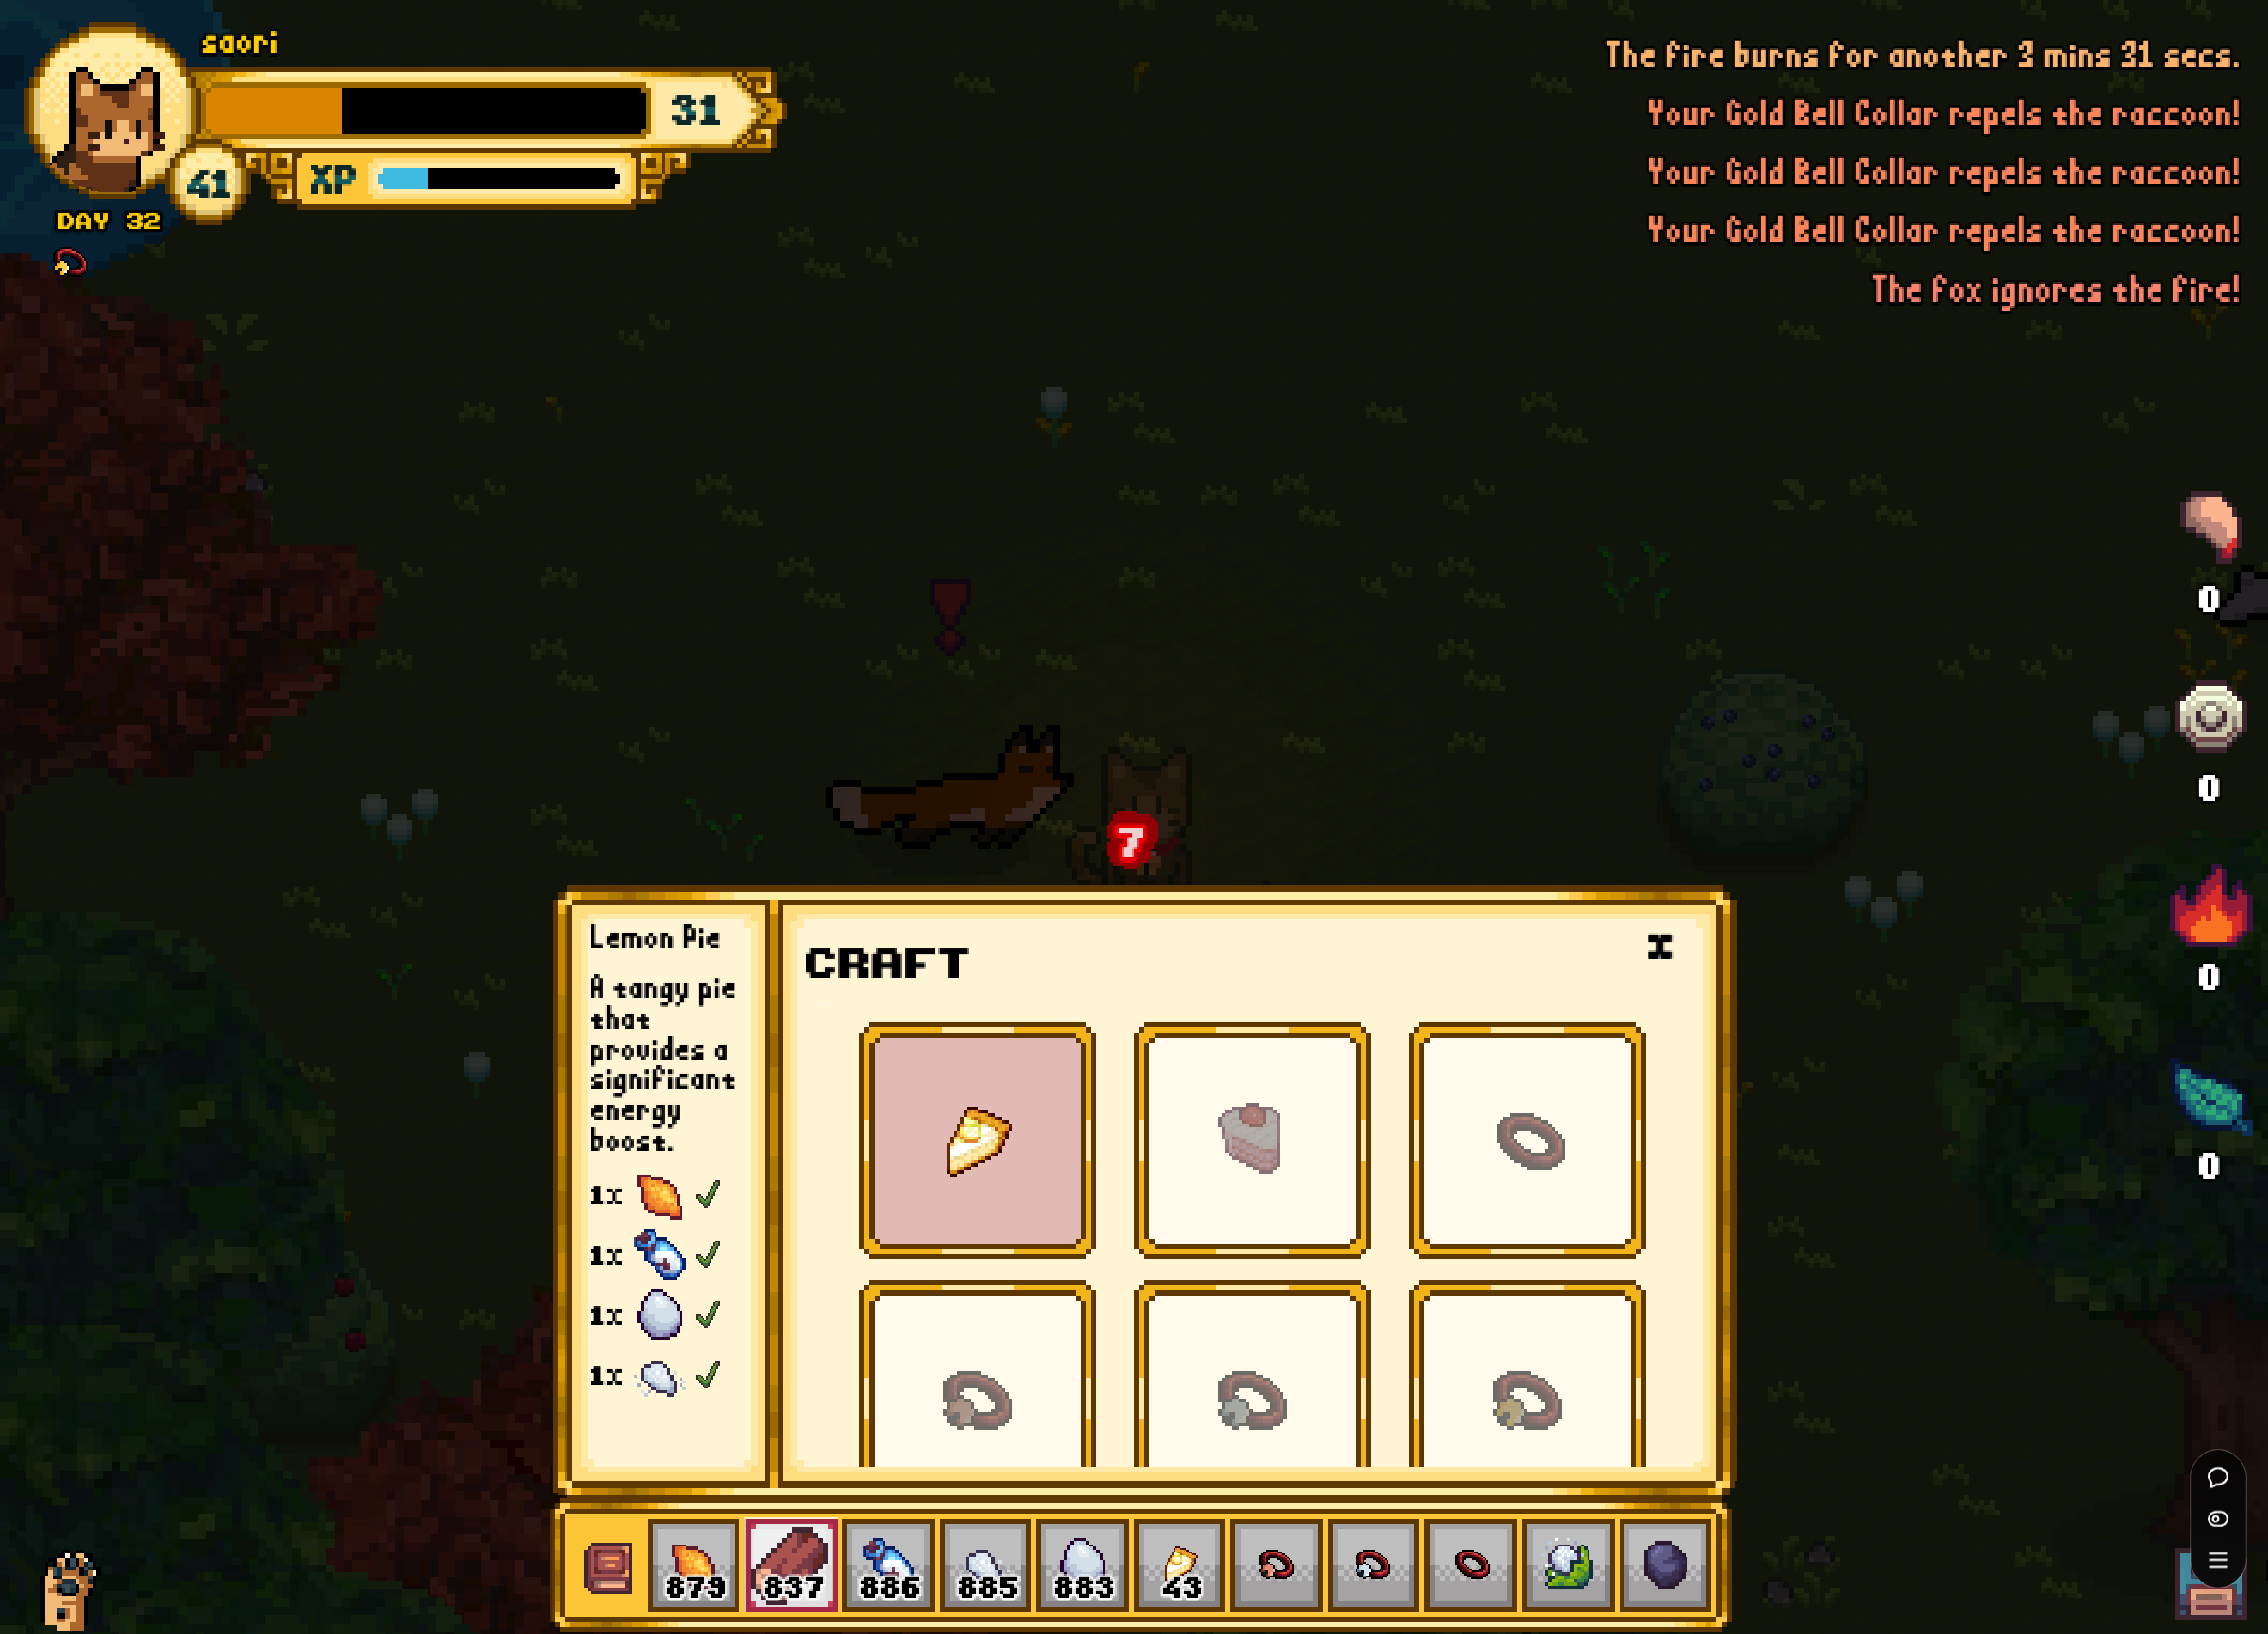 saori
31
41
XP
DAY 32
The fire burns for another 3 mins 31 secs.
Your Gold Bell Collar repels the raccoon!
Your Gold Bell Collar repels the raccoon!
Your Gold Bell Collar repels the raccoon!
The fox ignores the fire!
0
0
0
0
7
Lemon Pie
A tangy pie
that
provides a
significant
energy
boost.
1x
1x
1x
1x
CRAFT
X
879
837
886
885
883
43